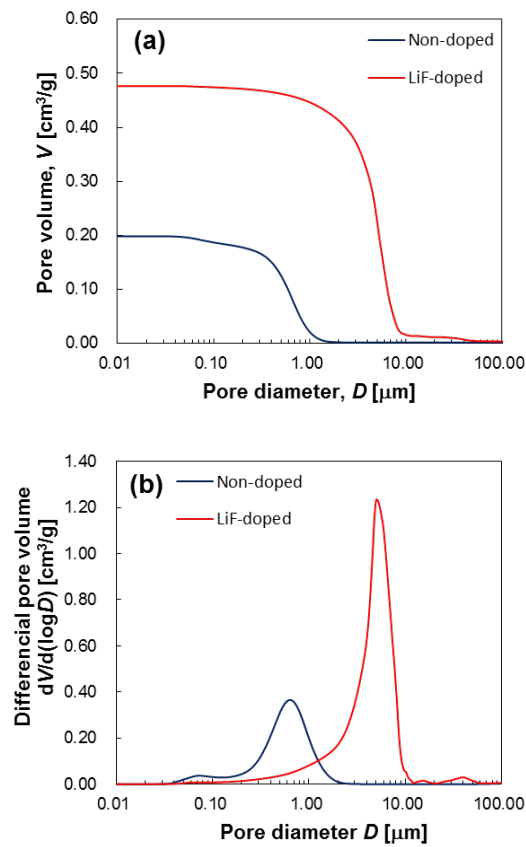 (a)
Non-doped
LiF-doped
0.60
0.50
0.40
0.30
0.20
0.10
0.00
Pore volume, V [cm³/g]
0.01 0.10 1.00 10.00 100.00
Pore diameter, D [μm]
(b)
Non-doped
LiF-doped
1.40
1.20
1.00
0.80
0.60
0.40
0.20
0.00
Differencial pore volume
dV/d(logD) [cm³/g]
0.01 0.10 1.00 10.00 100.00
Pore diameter D [μm]